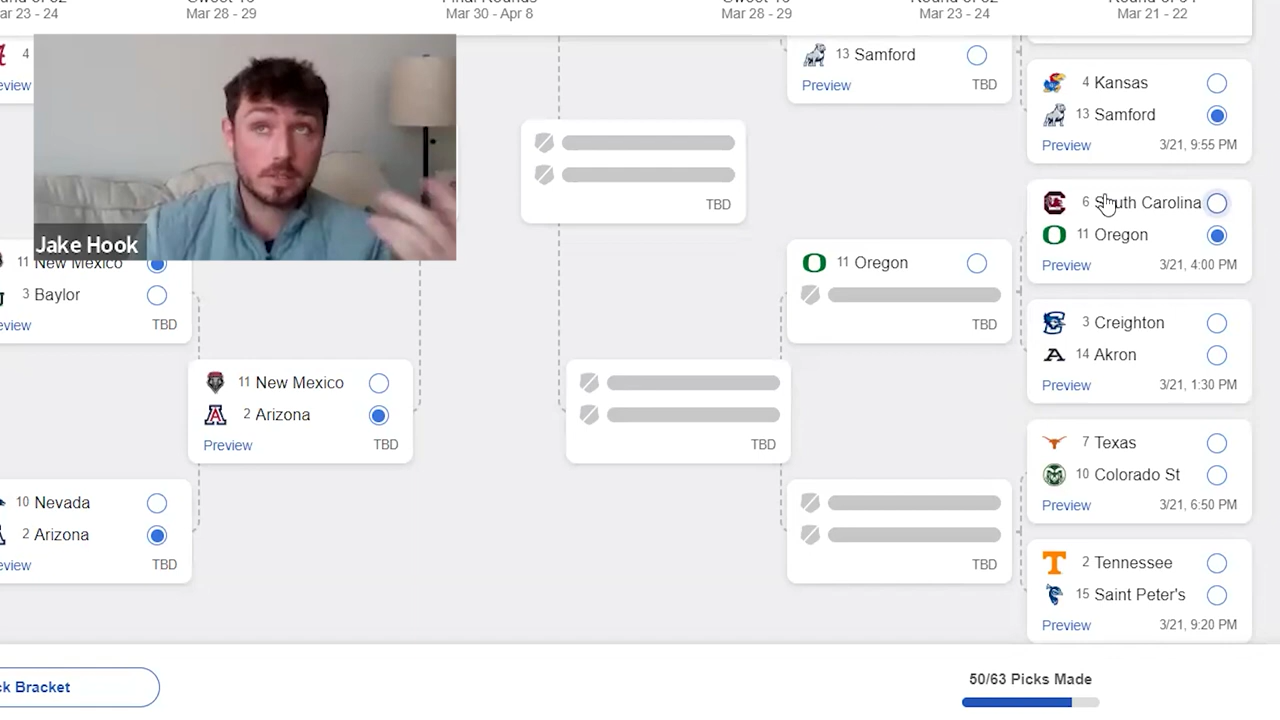 Mar 23 - 24
Mar 28 - 29
Final Rounds
Mar 30 - Apr 8
Mar 28 - 29
Mar 23 - 24
Mar 21 - 22
4
Preview
Jake Hook
11 New Mexico
3 Baylor
Preview TBD
11 New Mexico
2 Arizona
Preview TBD
10 Nevada
2 Arizona
Preview TBD
TBD
TBD
13 Samford
Preview TBD
11 Oregon
TBD
TBD
4 Kansas
13 Samford
Preview 3/21, 9:55 PM
6 South Carolina
11 Oregon
Preview 3/21, 4:00 PM
3 Creighton
14 Akron
Preview 3/21, 1:30 PM
7 Texas
10 Colorado St
Preview 3/21, 6:50 PM
2 Tennessee
15 Saint Peter's
Preview 3/21, 9:20 PM
Bracket
50/63 Picks Made